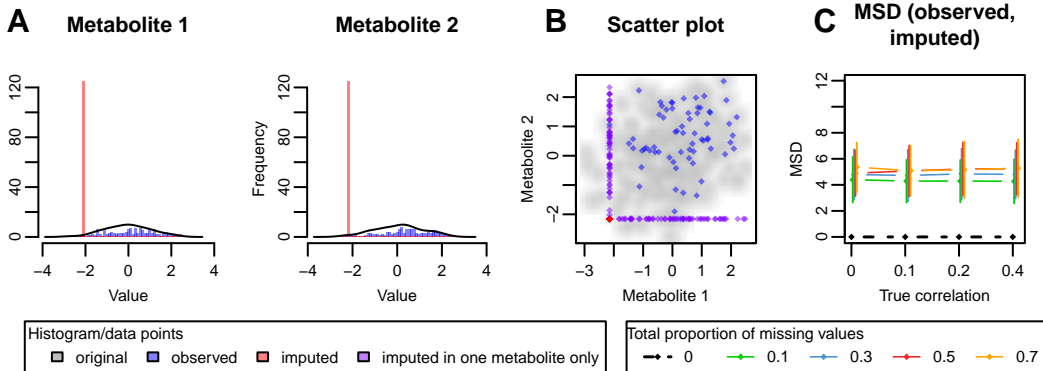 A
Metabolite 1
Metabolite 2
B
Scatter plot
C
MSD (observed,
imputed)
0
40
80
120
−4
−2
0
2
4
Value
Frequency
0
40
80
120
−4
−2
0
2
4
Value
Metabolite 2
−2
0
1
2
−3
−1
0
1
2
Metabolite 1
MSD
0
2
4
6
8
12
0
0.1
0.2
0.4
True correlation
Histogram/data points
original observed imputed imputed in one metabolite only
Total proportion of missing values
0 0.1 0.3 0.5 0.7